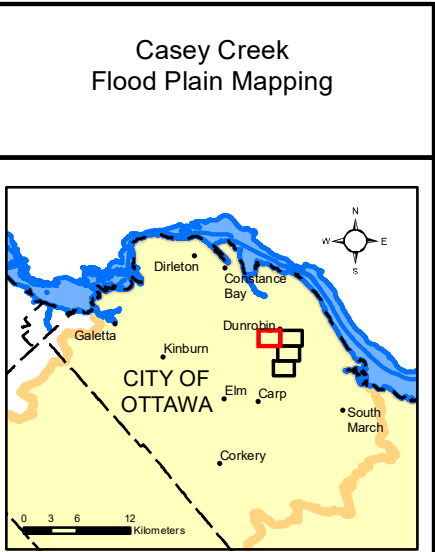 Casey Creek
Flood Plain Mapping
N
W E
S
Dirleton
Constance
Bay
Dunrobin
Galetta
Kinburn
CITY OF
OTTAWA
Elm Carp
South
March
Corkery
0 3 6 12
Kilometers